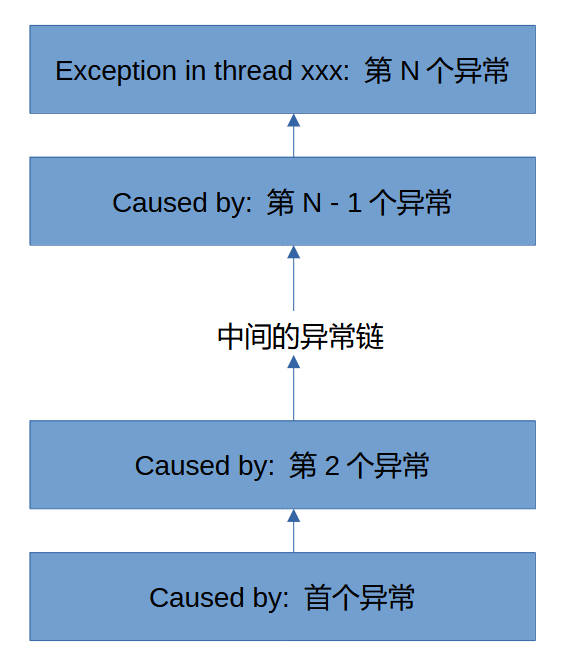 Exception in thread xxx: 第 N 个异常
Caused by: 第 N - 1 个异常
中间的异常链
Caused by: 第 2 个异常
Caused by: 首个异常